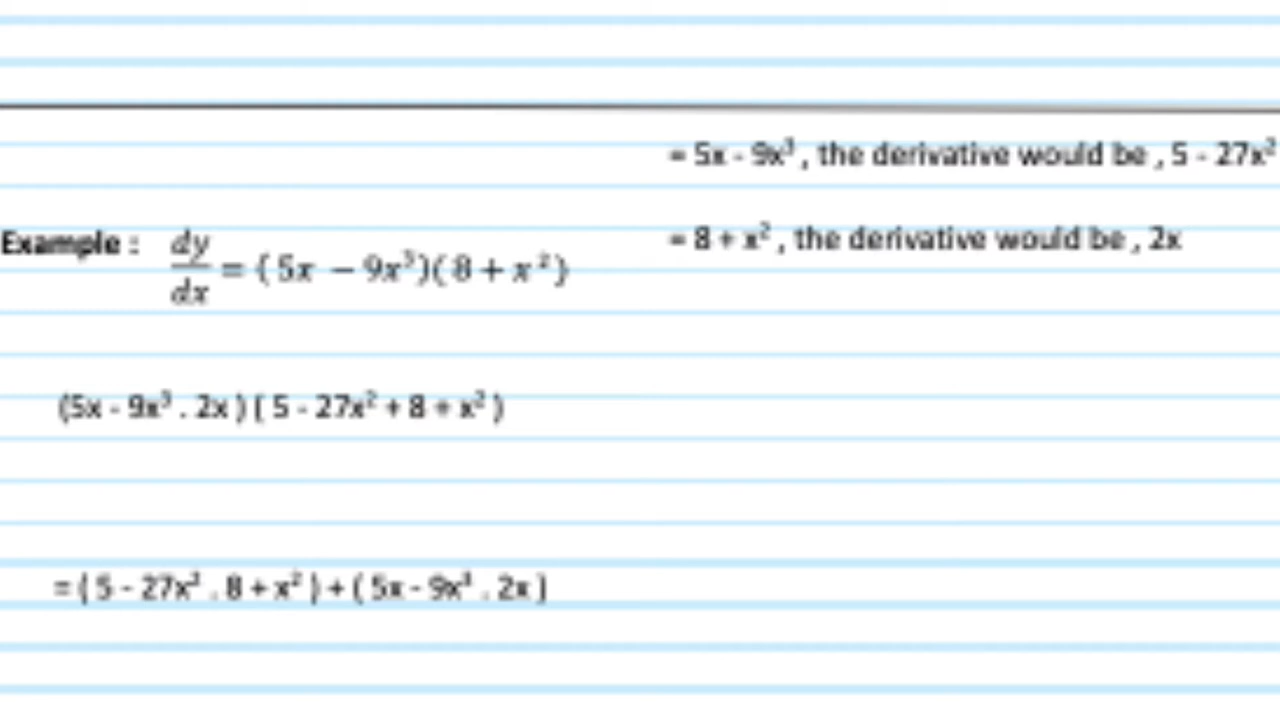 = 5x - 9x³ , the derivative would be , 5 - 27x²
Example : dy/dx = ( 5x − 9x³)( 8 + x ²)
= 8 + x² , the derivative would be , 2x
(5x - 9x³ . 2x ) ( 5 - 27x² + 8 + x² )
= ( 5 - 27x² . 8 + x² ) + ( 5x - 9x³ . 2x )